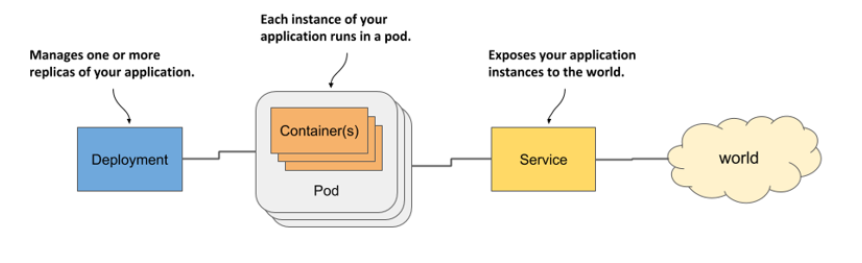 Each instance of your
application runs in a pod.
Manages one or more
replicas of your application.
Exposes your application
instances to the world.
Deployment
Container(s)
Pod
Service
world